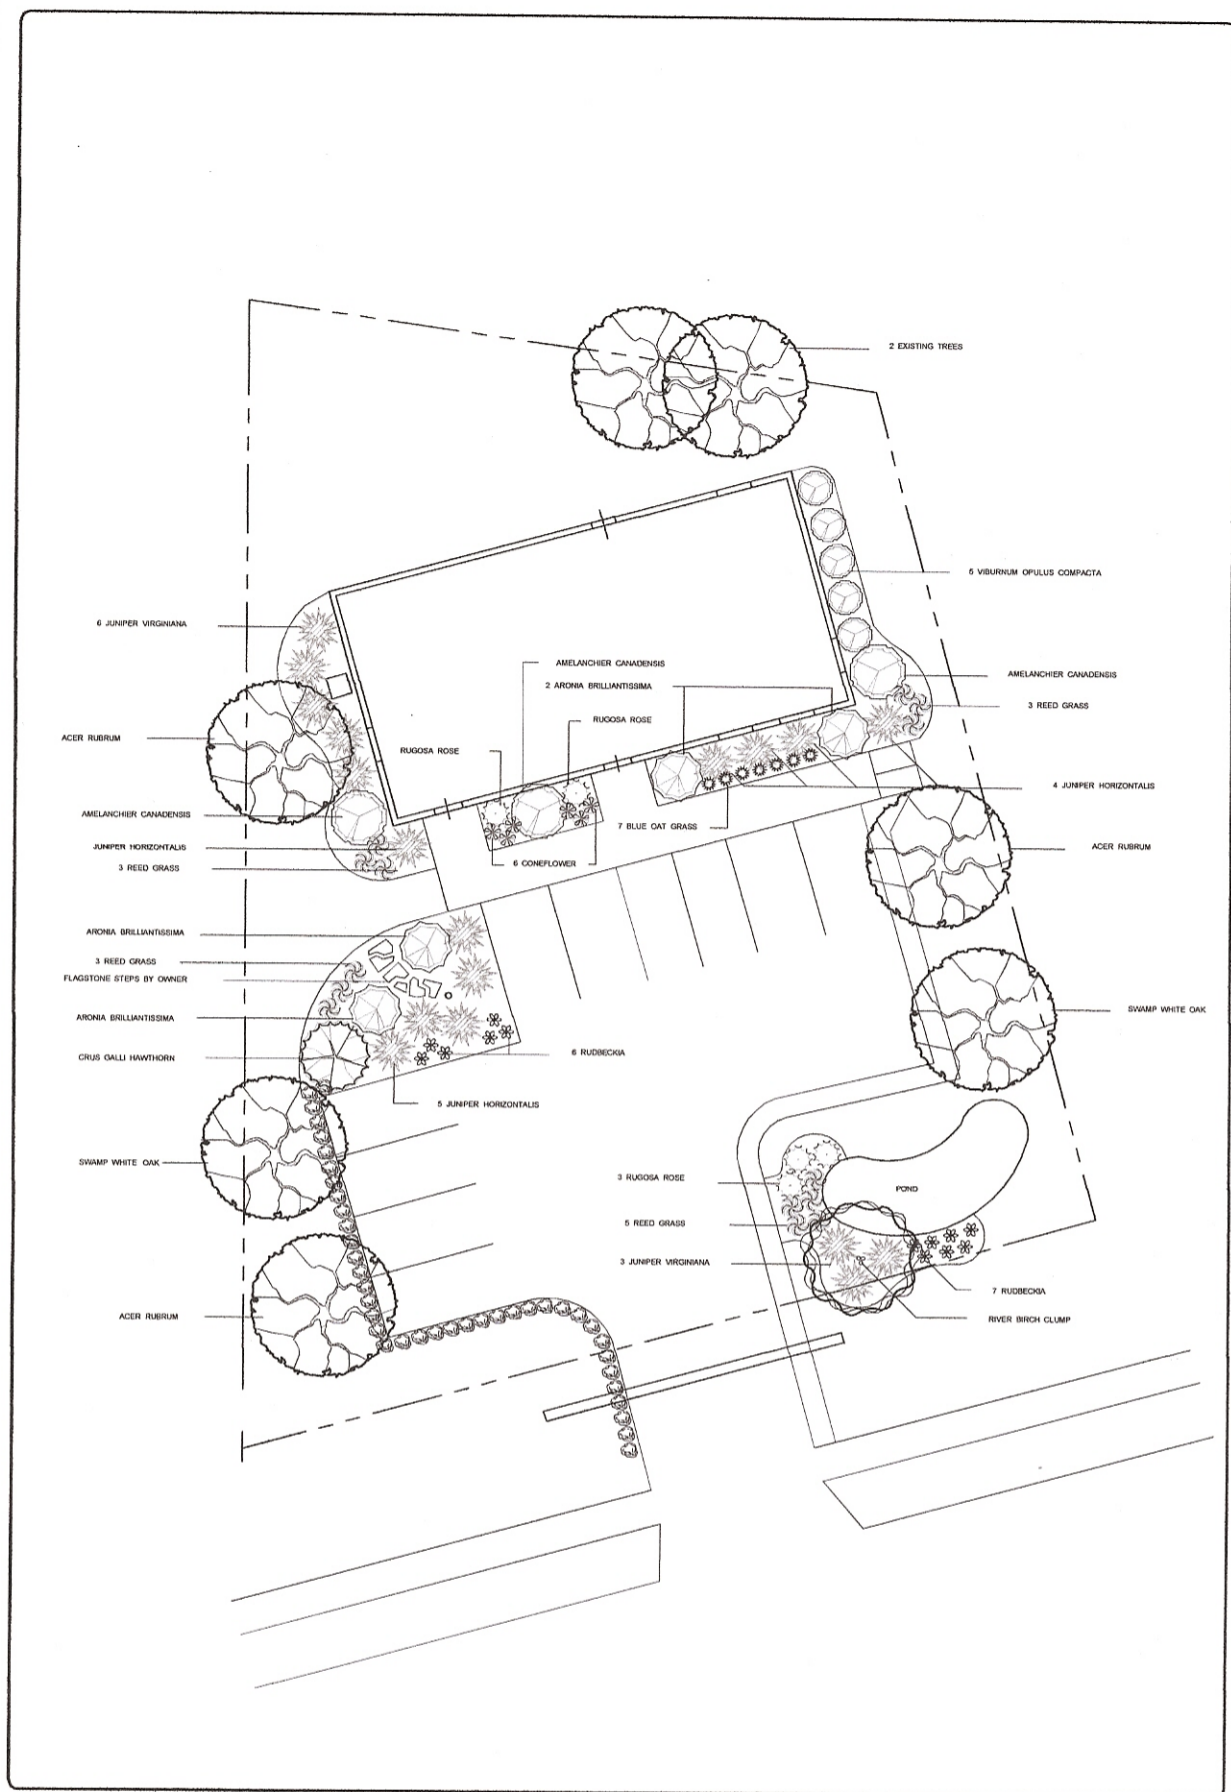 2 EXISTING TREES
5 VIBURNUM OPULUS COMPACTA
6 JUNIPER VIRGINIANA
AMELANCHIER CANADENSIS
AMELANCHIER CANADENSIS
2 ARONIA BRILLIANTISSIMA
3 REED GRASS
RUGOSA ROSE
ACER RUBRUM
RUGOSA ROSE
4 JUNIPER HORIZONTALIS
AMELANCHIER CANADENSIS
7 BLUE OAT GRASS
JUNIPER HORIZONTALIS
ACER RUBRUM
3 REED GRASS
6 CONEFLOWER
ARONIA BRILLIANTISSIMA
3 REED GRASS
FLAGSTONE STEPS BY OWNER
SWAMP WHITE OAK
ARONIA BRILLIANTISSIMA
CRUS GALLI HAWTHORN
6 RUDBECKIA
5 JUNIPER HORIZONTALIS
SWAMP WHITE OAK
3 RUGOSA ROSE
POND
5 REED GRASS
3 JUNIPER VIRGINIANA
7 RUDBECKIA
ACER RUBRUM
RIVER BIRCH CLUMP